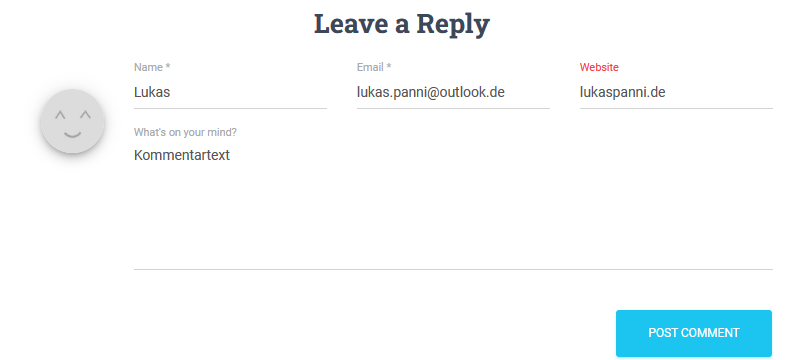 Leave a Reply
Name * Email * Website
Lukas lukas.panni@outlook.de lukaspanni.de
What's on your mind?
Kommentartext
POST COMMENT